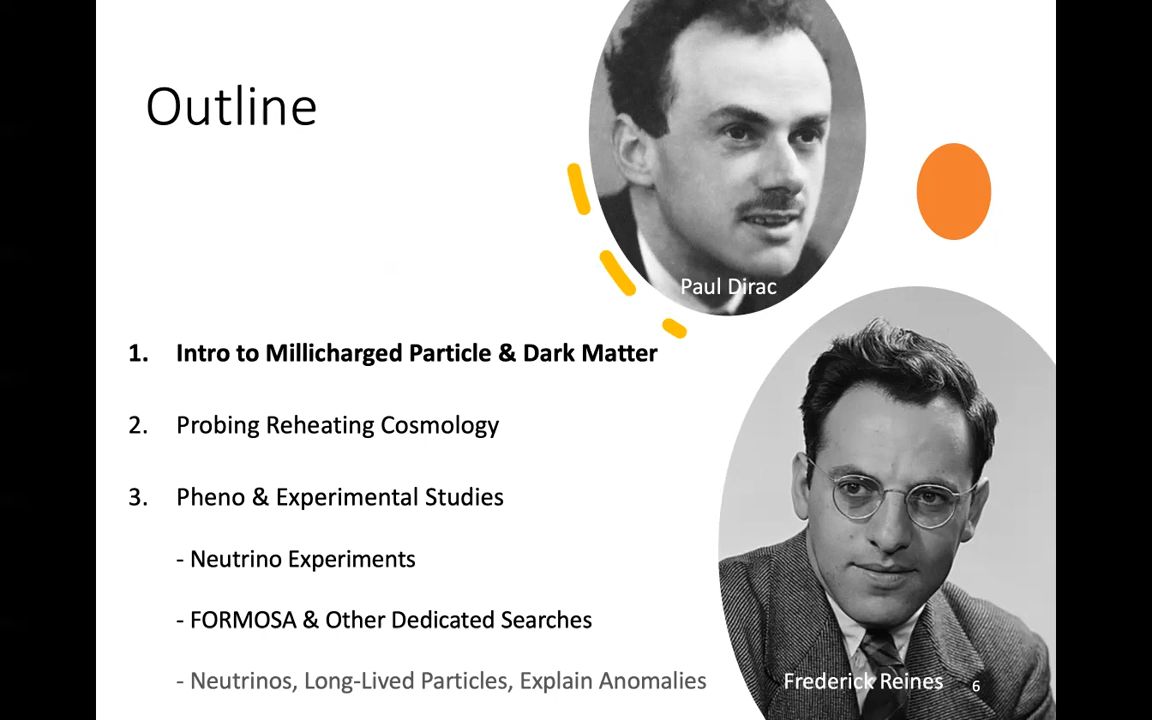 Outline
Paul Dirac
1. Intro to Millicharged Particle & Dark Matter
2. Probing Reheating Cosmology
3. Pheno & Experimental Studies
- Neutrino Experiments
- FORMOSA & Other Dedicated Searches
- Neutrinos, Long-Lived Particles, Explain Anomalies
Frederick Reines
6